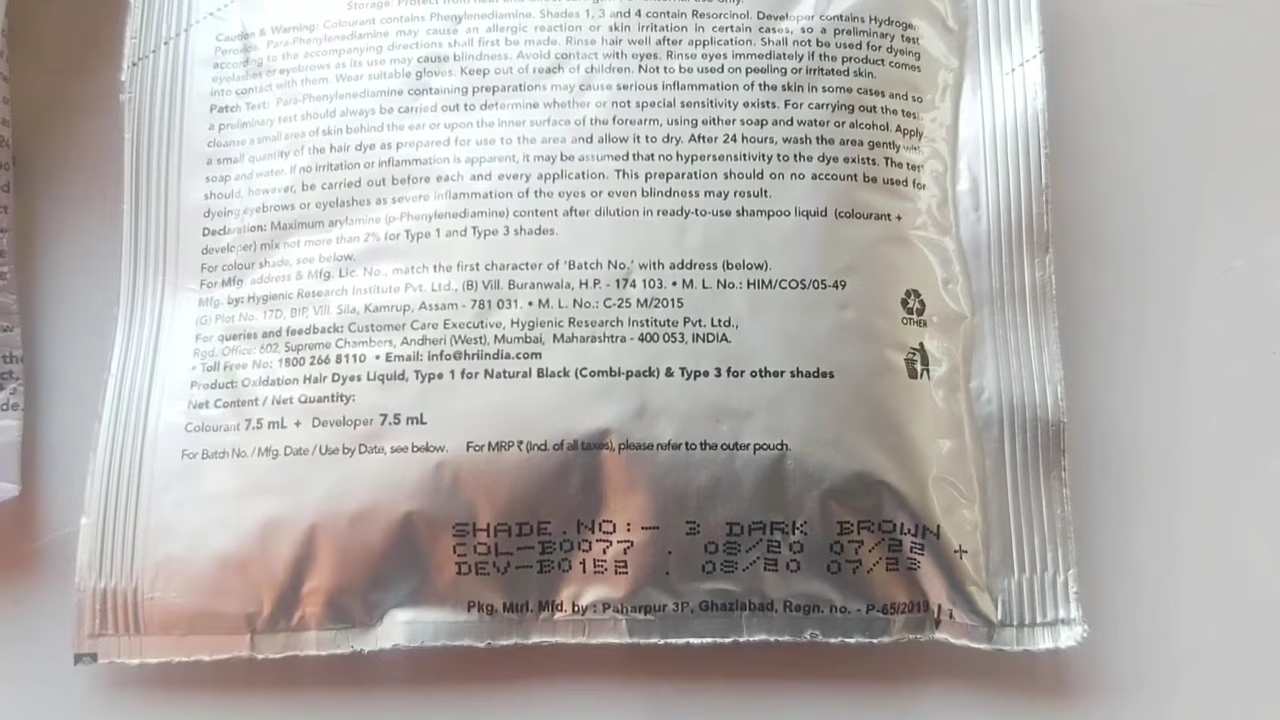 Storage: Protect from heat and direct
Caution & Warning: Colourant contains Phenylenediamine. Shades 1, 3 and 4 contain Resorcinol. Developer contains Hydrogen
Peroxide. Para-Phenylenediamine may cause an allergic reaction or skin irritation in certain cases, so a preliminary test
according to the accompanying directions shall first be made. Rinse hair well after application. Shall not be used for dyeing
eyelashes or eyebrows as its use may cause blindness. Avoid contact with eyes. Rinse eyes immediately if the product comes
into contact with them. Wear suitable gloves. Keep out of reach of children. Not to be used on peeling or irritated skin.
Patch Test: Para-Phenylenediamine containing preparations may cause serious inflammation of the skin in some cases and so
a preliminary test should always be carried out to determine whether or not special sensitivity exists. For carrying out the test
cleanse a small area of skin behind the ear or upon the inner surface of the forearm, using either soap and water or alcohol. Apply
a small quantity of the hair dye as prepared for use to the area and allow it to dry. After 24 hours, wash the area gently with
soap and water. If no irritation or inflammation is apparent, it may be assumed that no hypersensitivity to the dye exists. The test
should, however, be carried out before each and every application. This preparation should on no account be used for
dyeing eyebrows or eyelashes as severe inflammation of the eyes or even blindness may result.
Declaration: Maximum arylamine (p-Phenylenediamine) content after dilution in ready-to-use shampoo liquid (colourant +
developer) mix not more than 2% for Type 1 and Type 3 shades.
For colour shade, see below.
For Mfg. address & Mfg. Lic. No., match the first character of 'Batch No.' with address (below).
Mfg. by: Hygienic Research Institute Pvt. Ltd., (B) Vill. Buranwala, H.P. - 174 103. • M. L. No.: HIM/COS/05-49
(G) Plot No. 17D, BIP, Vill. Sila, Kamrup, Assam - 781 031. • M. L. No.: C-25 M/2015
For queries and feedback: Customer Care Executive, Hygienic Research Institute Pvt. Ltd.,
Rgd. Office: 602, Supreme Chambers, Andheri (West), Mumbai, Maharashtra - 400 053, INDIA.
• Toll Free No: 1800 266 8110 • Email: info@hriindia.com
Product: Oxidation Hair Dyes Liquid, Type 1 for Natural Black (Combi-pack) & Type 3 for other shades
Net Content / Net Quantity:
Colourant 7.5 mL + Developer 7.5 mL
For Batch No. / Mfg. Date / Use by Date, see below. For MRP ₹ (Incl. of all taxes), please refer to the outer pouch.
OTHER
SHADE.NO:- 3 DARK BROWN
COL-B0077 . 08/20 07/22 +
DEV-B0152 . 08/20 07/23
Pkg. Mtrl. Mfd. by : Paharpur 3P, Ghaziabad, Regn. no. - P-65/2019